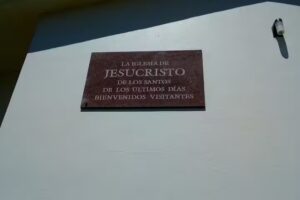 LA IGLESIA DE
JESUCRISTO
DE LOS SANTOS
DE LOS ÚLTIMOS DÍAS
BIENVENIDOS VISITANTES